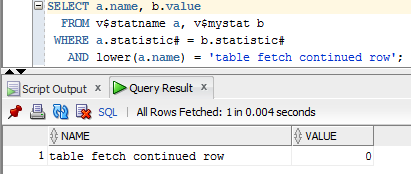 SELECT a.name, b.value
FROM v$statname a, v$mystat b
WHERE a.statistic# = b.statistic#
AND lower(a.name) = 'table fetch continued row';
Script Output x Query Result x
SQL | All Rows Fetched: 1 in 0.004 seconds
NAME VALUE
1 table fetch continued row 0